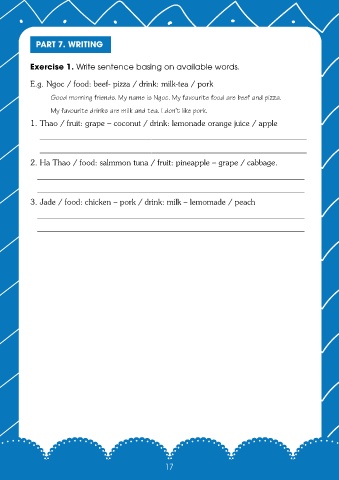 PART 7. WRITING
Exercise 1. Write sentence basing on available words.
E.g. Ngoc / food: beef- pizza / drink: milk-tea / pork
Good morning friends. My name is Ngoc. My favourite food are beef and pizza.
My favourite drinks are milk and tea. I don't like pork.
1. Thao / fruit: grape – coconut / drink: lemonade orange juice / apple
2. Ha Thao / food: salmmon tuna / fruit: pineapple – grape / cabbage.
3. Jade / food: chicken – pork / drink: milk – lemomade / peach
17